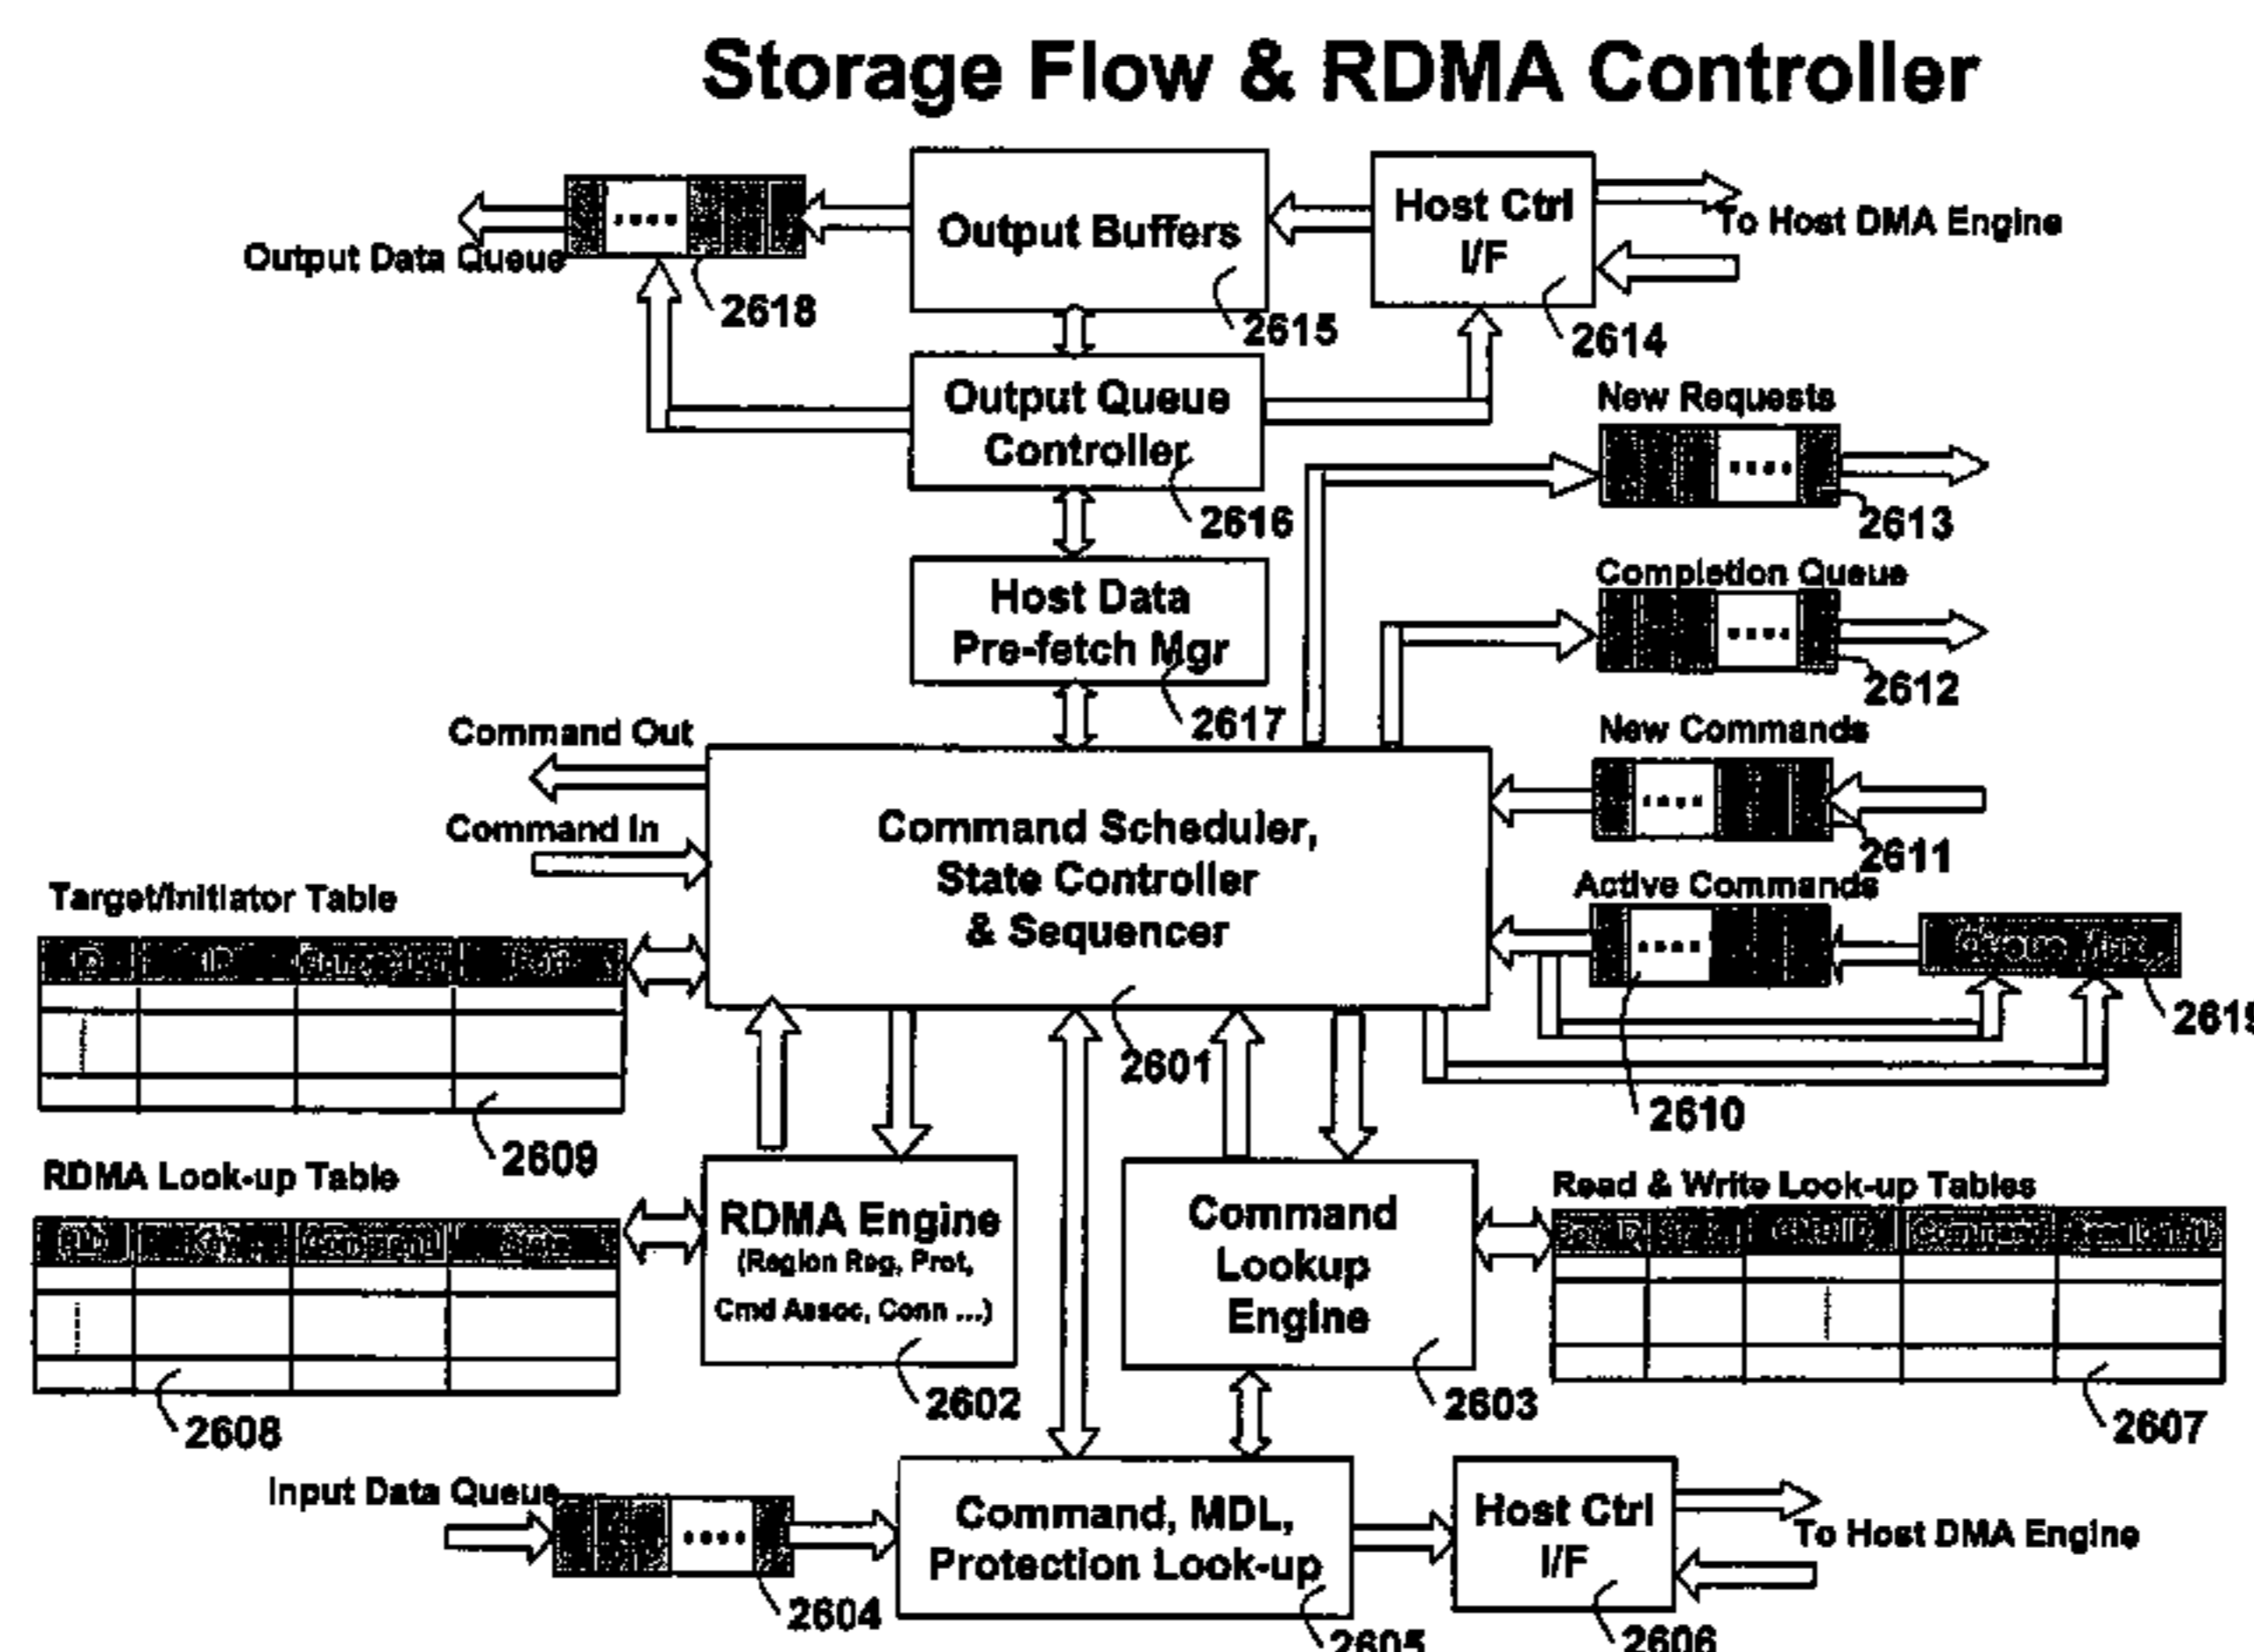 Storage Flow & RDMA Controller
Output Data Queue
2618
Output Buffers
2615
Host Ctrl
I/F
2614
To Host DMA Engine
Output Queue
Controller
2616
New Requests
2613
Host Data
Pre-fetch Mgr
2617
Completion Queue
2612
Command Out
Command In
Command Scheduler,
State Controller
& Sequencer
2601
New Commands
2611
Active Commands
2610
Target/Initiator Table
2609
RDMA Look-up Table
2608
RDMA Engine
(Region Reg, Prot,
Cmd Assoc, Conn ...)
2602
Command
Lookup
Engine
2603
Read & Write Look-up Tables
2607
Input Data Queue
2604
Command, MDL,
Protection Look-up
2605
Host Ctrl
I/F
2606
To Host DMA Engine